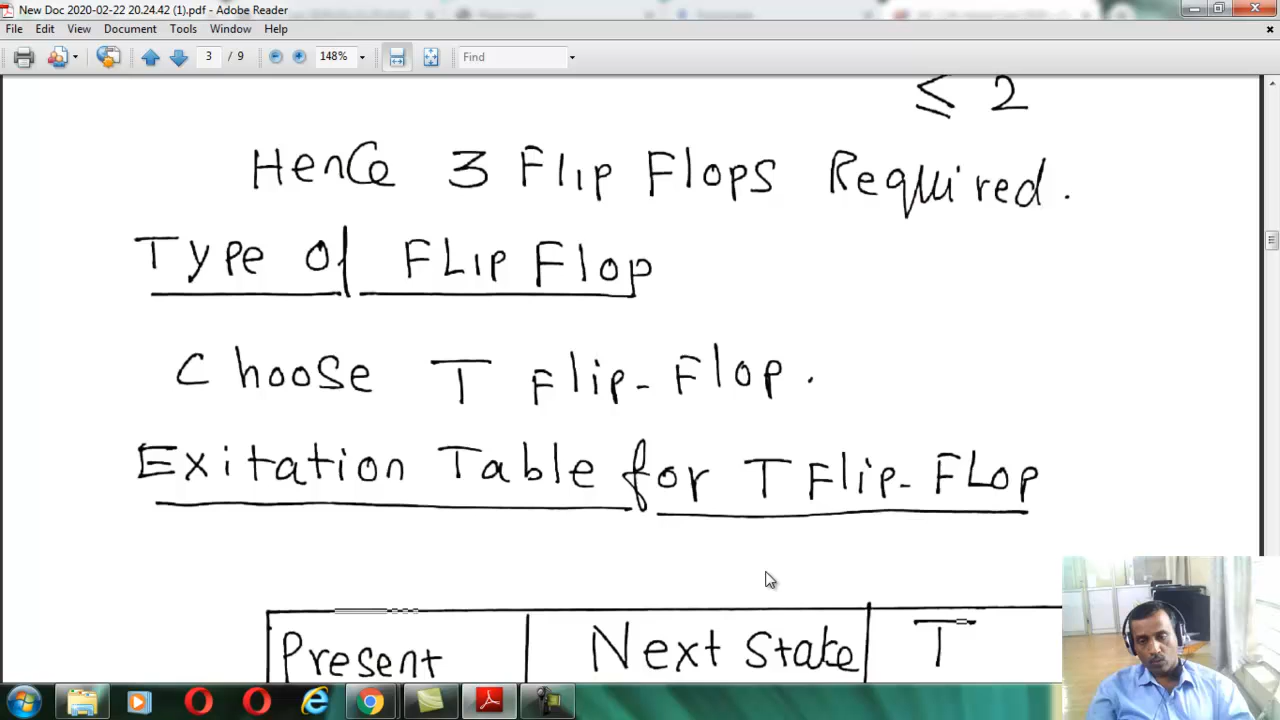 New Doc 2020-02-22 20.24.42 (1).pdf - Adobe Reader
File Edit View Document Tools Window Help
3 / 9 148% Find
≤ 2
Hence 3 Flip Flops Required.
Type of FLip Flop
Choose T Flip-Flop.
Exitation Table for T Flip-FLop
Present Next State T